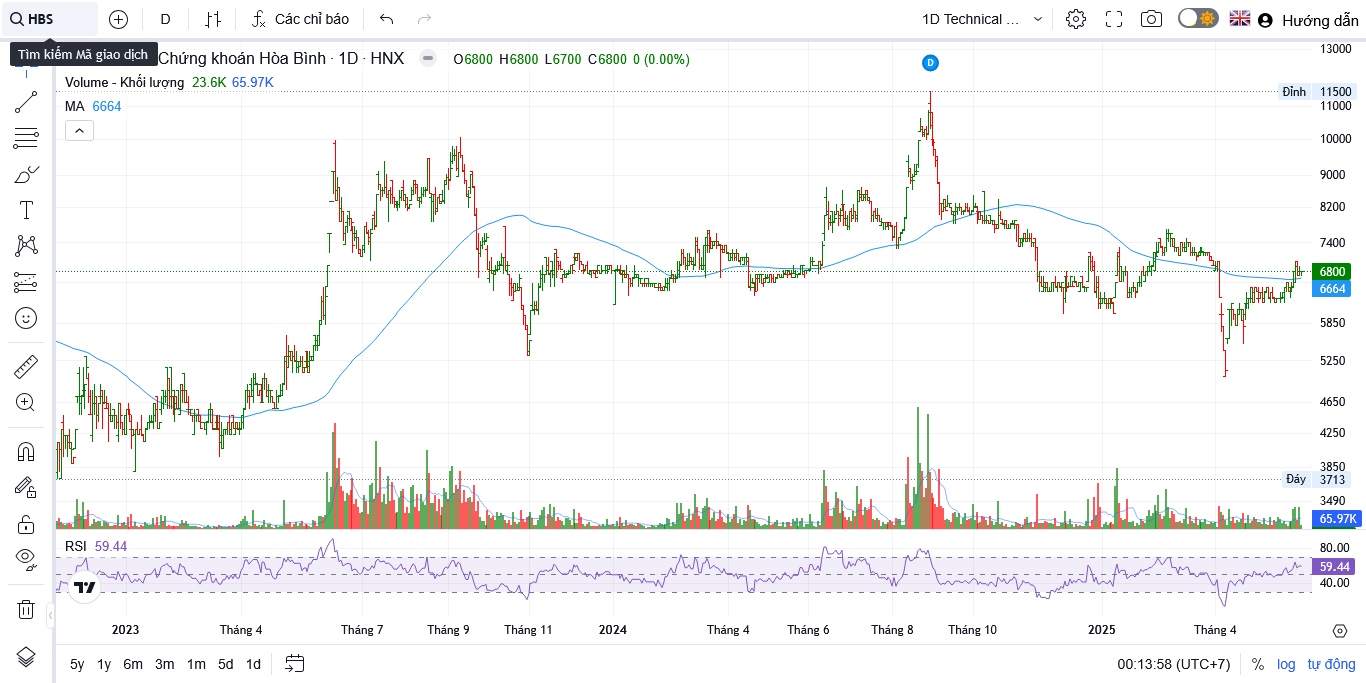 HBS
D
Các chỉ báo
1D Technical ...
Hướng dẫn
Tìm kiếm Mã giao dịch
Chứng khoán Hòa Bình · 1D · HNX
O6800 H6800 L6700 C6800 0 (0.00%)
Volume - Khối lượng 23.6K 65.97K
MA 6664
D
13000
Đỉnh 11500
11000
10000
9000
8200
7400
6800
6664
5850
5250
4650
4250
3850
Đáy 3713
3490
65.97K
RSI 59.44
80.00
59.44
40.00
2023 Tháng 4 Tháng 7 Tháng 9 Tháng 11 2024 Tháng 4 Tháng 6 Tháng 8 Tháng 10 2025 Tháng 4
5y 1y 6m 3m 1m 5d 1d
00:13:58 (UTC+7) % log tự động